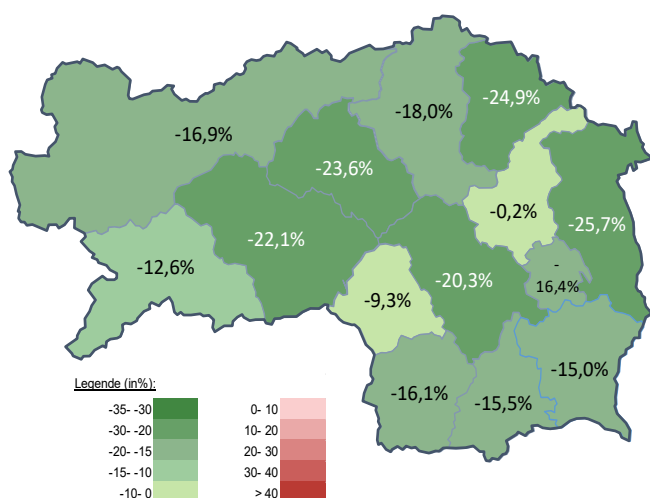 -24,9%
-18,0%
-16,9%
-23,6%
-0,2%
-25,7%
-22,1%
-12,6%
-20,3%
-
16,4%
-9,3%
-15,0%
-16,1%
-15,5%
Legende (in%):
-35- -30 0- 10
-30- -20 10- 20
-20- -15 20- 30
-15- -10 30- 40
-10- 0 > 40